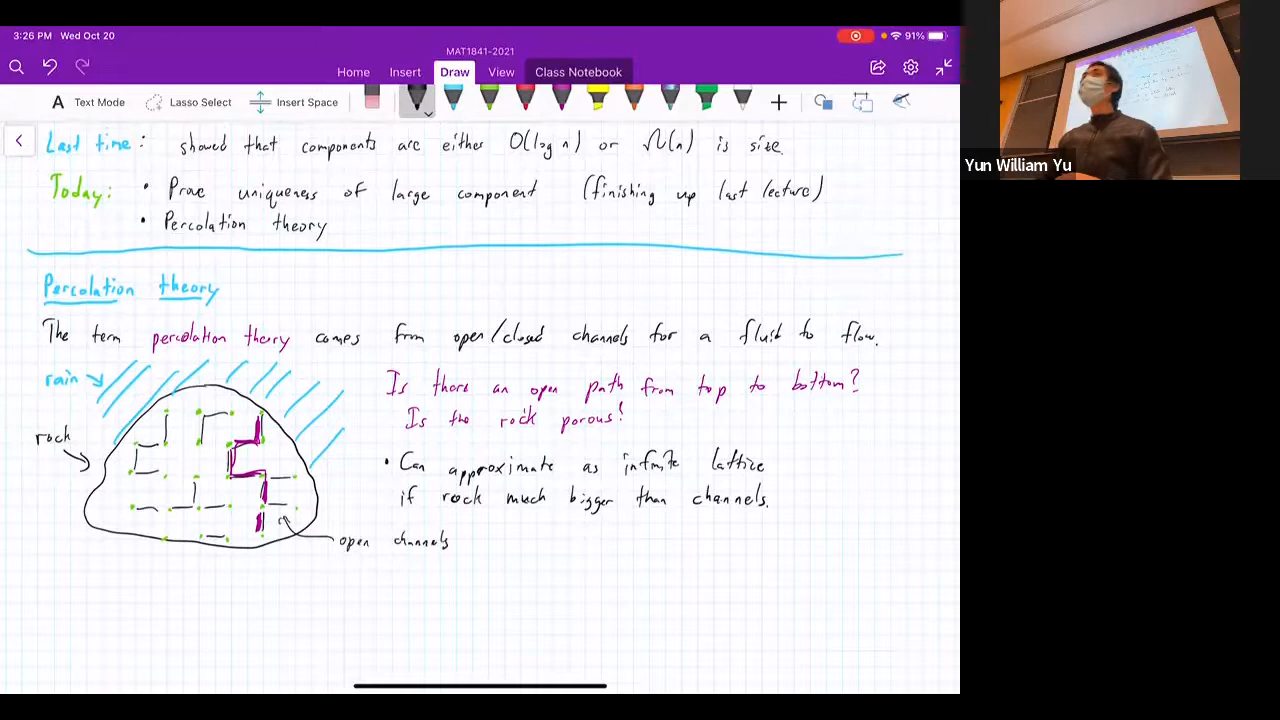 3:26 PM Wed Oct 20
91%
MAT1841-2021
Home Insert Draw View Class Notebook
Text Mode Lasso Select Insert Space
Last time: showed that components are either O(log n) or Ω(n) is size.
Today: • Prove uniqueness of large component (finishing up last lecture)
• Percolation theory
Percolation theory
The term percolation theory comes from open/closed channels for a fluid to flow.
rain
rock
Is there an open path from top to bottom?
Is the rock porous?
• Can approximate as infinite lattice
if rock much bigger than channels.
open channels
Yun William Yu